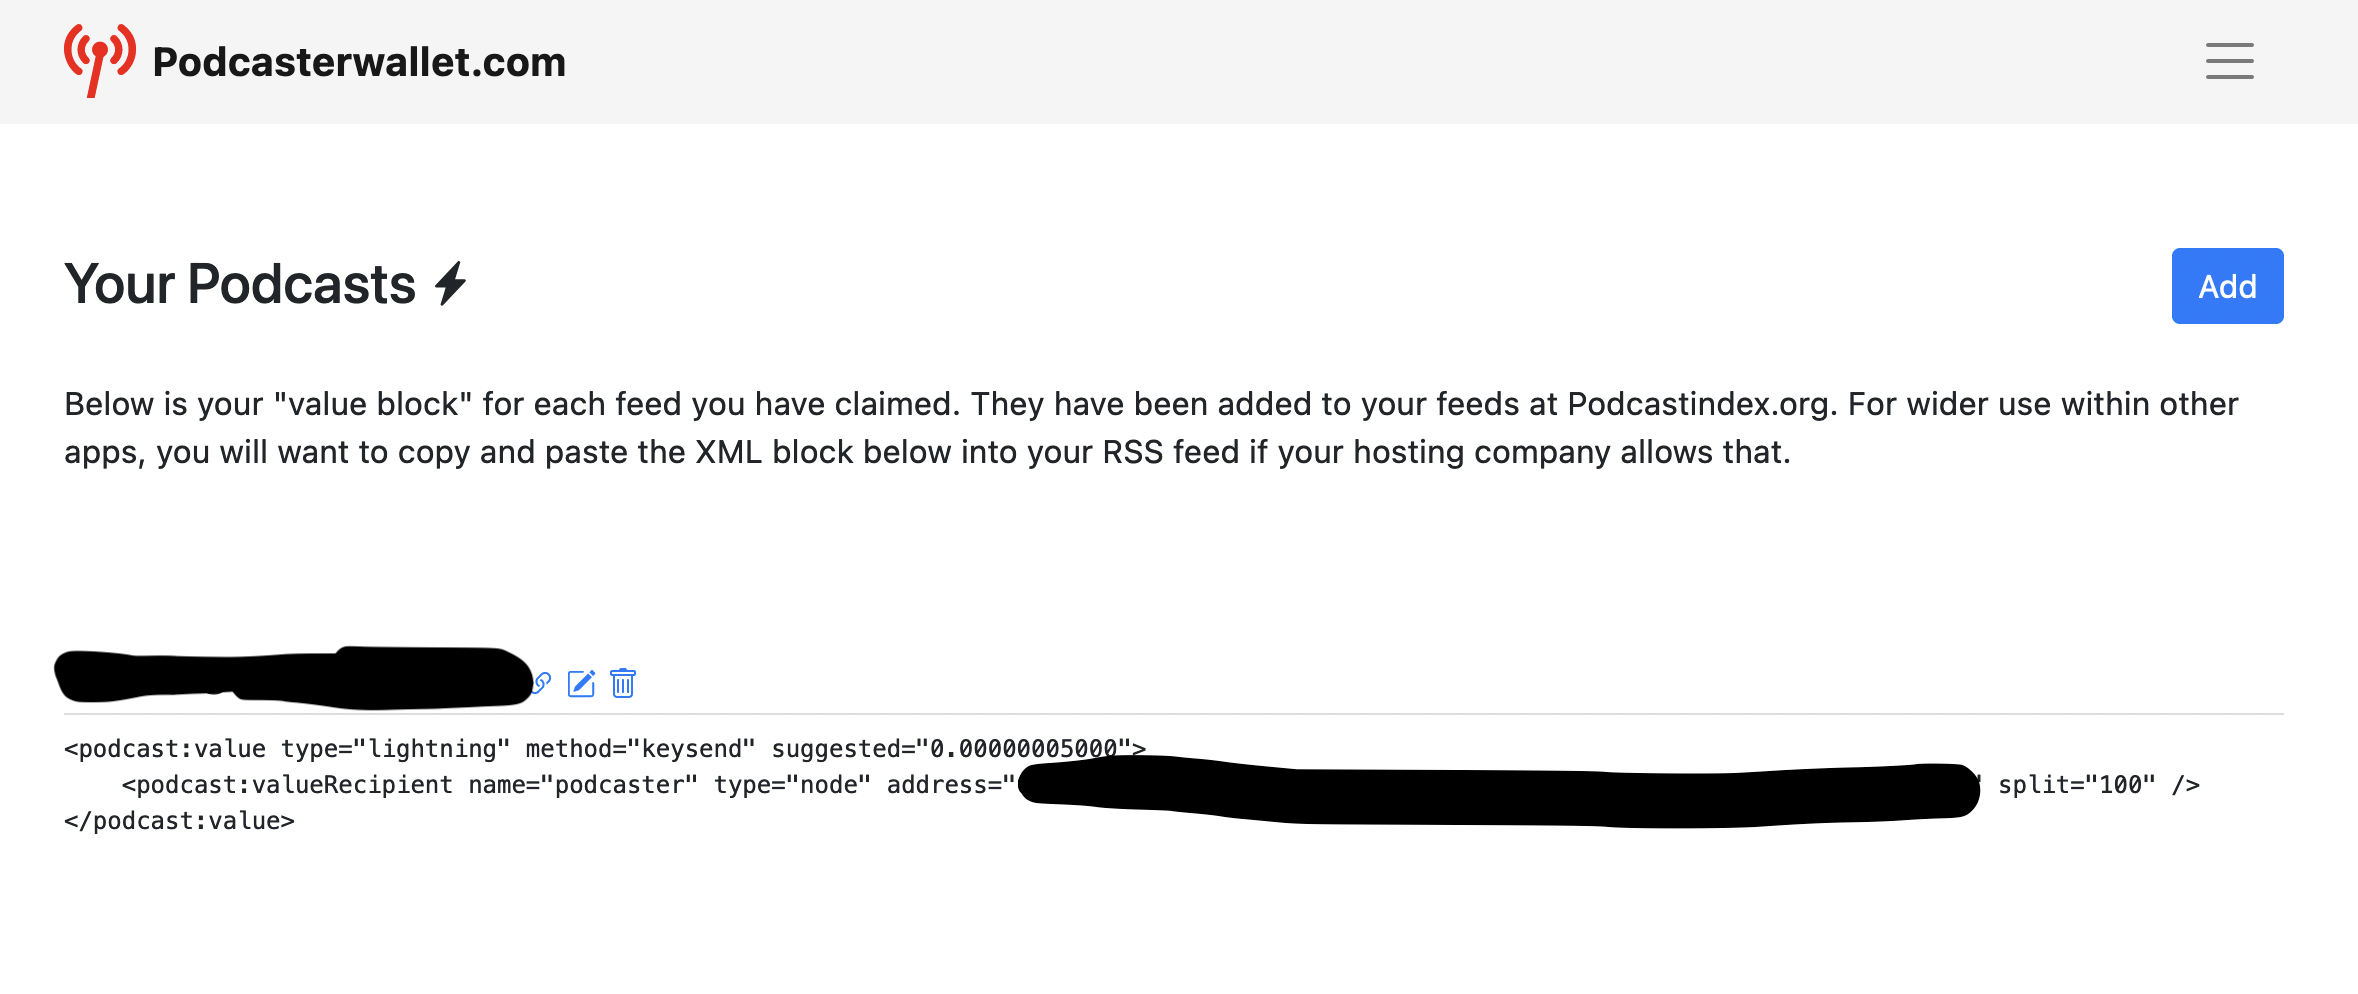 Podcasterwallet.com
Your Podcasts
Add
Below is your "value block" for each feed you have claimed. They have been added to your feeds at Podcastindex.org. For wider use within other
apps, you will want to copy and paste the XML block below into your RSS feed if your hosting company allows that.
<podcast:value type="lightning" method="keysend" suggested="0.00000005000">
<podcast:valueRecipient name="podcaster" type="node" address=" " split="100" />
</podcast:value>